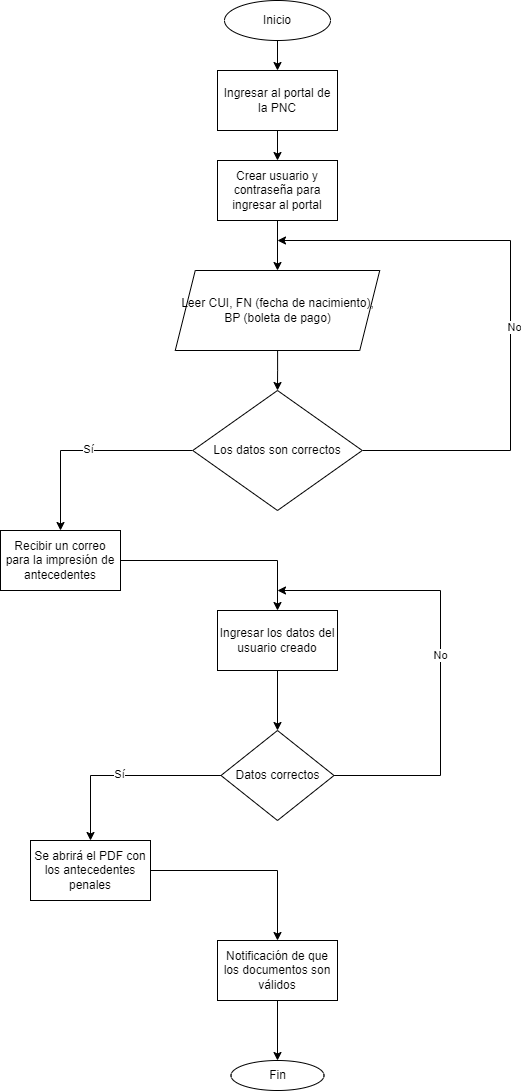 Inicio
Ingresar al portal de
la PNC
Crear usuario y
contraseña para
ingresar al portal
Leer CUI, FN (fecha de nacimiento),
BP (boleta de pago)
No
Los datos son correctos
Sí
Recibir un correo
para la impresión de
antecedentes
Ingresar los datos del
usuario creado
No
Datos correctos
Sí
Se abrirá el PDF con
los antecedentes
penales
Notificación de que
los documentos son
válidos
Fin